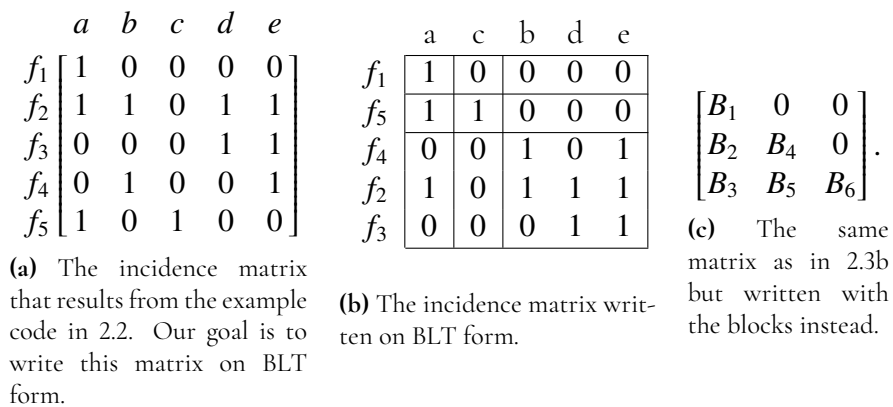 a b c d e
f1 1 0 0 0 0
f2 1 1 0 1 1
f3 0 0 0 1 1
f4 0 1 0 0 1
f5 1 0 1 0 0
(a) The incidence matrix
that results from the example
code in 2.2. Our goal is to
write this matrix on BLT
form.
a c b d e
f1 1 0 0 0 0
f5 1 1 0 0 0
f4 0 0 1 0 1
f2 1 0 1 1 1
f3 0 0 0 1 1
(b) The incidence matrix writ-
ten on BLT form.
B1 0 0
B2 B4 0
B3 B5 B6 .
(c) The same
matrix as in 2.3b
but written with
the blocks instead.